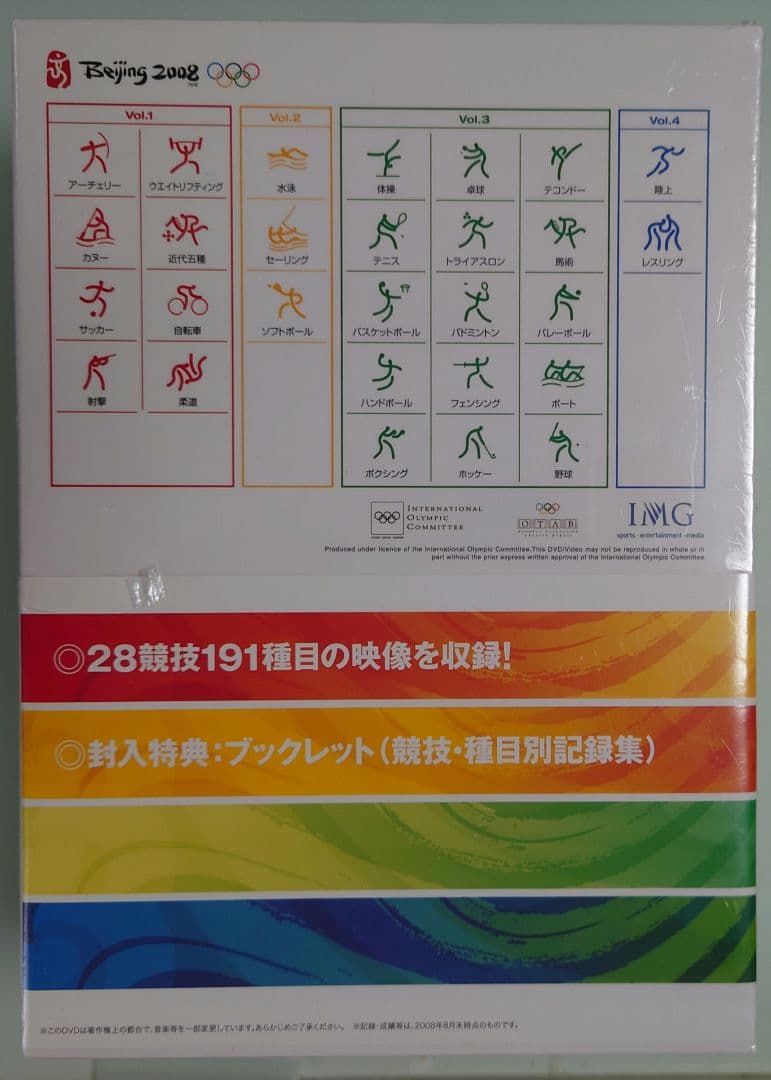 Beijing 2008
Vol.1
Vol.2
Vol.3
Vol.4
アーチェリー
ウエイトリフティング
カヌー
近代五種
サッカー
自転車
射撃
柔道
水泳
セーリング
ソフトボール
体操
卓球
テコンドー
テニス
トライアスロン
馬術
バスケットボール
バドミントン
バレーボール
ハンドボール
フェンシング
ボート
ボクシング
ホッケー
野球
陸上
レスリング
INTERNATIONAL
OLYMPIC
COMMITTEE
OTAB
IMG
sports·entertainment·media
Produced under licence of the International Olympic Committee.This DVD/Video may not be reproduced in whole or in
part without the prior express written approval of the International Olympic Committee.
◎28競技191種目の映像を収録!
◎封入特典:ブックレット(競技・種目別記録集)
※このDVDは著作権上の都合で、音楽等を一部変更しています。あらかじめご了承ください。 ※記録・成績等は、2008年8月末時点のものです。